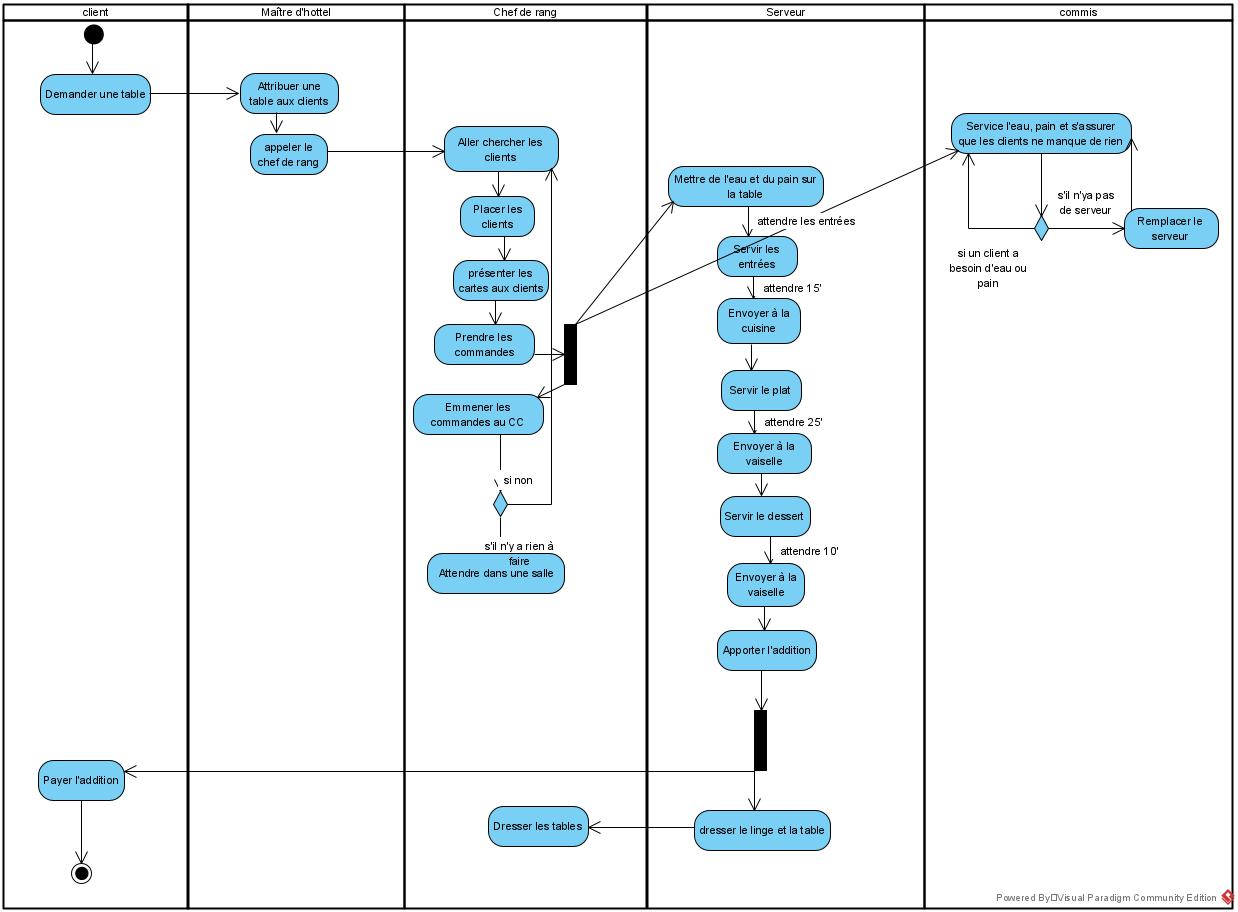 client
Maître d'hottel
Chef de rang
Serveur
commis
Demander une table
Attribuer une
table aux clients
appeler le
chef de rang
Aller chercher les
clients
Placer les
clients
présenter les
cartes aux clients
Prendre les
commandes
Emmener les
commandes au CC
si non
s'il n'y a rien à
faire
Attendre dans une salle
Mettre de l'eau et du pain sur
la table
attendre les entrées
Servir les
entrées
attendre 15'
Envoyer à la
cuisine
Servir le plat
attendre 25'
Envoyer à la
vaiselle
Servir le dessert
attendre 10'
Envoyer à la
vaiselle
Apporter l'addition
Service l'eau, pain et s'assurer
que les clients ne manque de rien
s'il n'ya pas
de serveur
Remplacer le
serveur
si un client a
besoin d'eau ou
pain
Payer l'addition
Dresser les tables
dresser le linge et la table
Powered By Visual Paradigm Community Edition